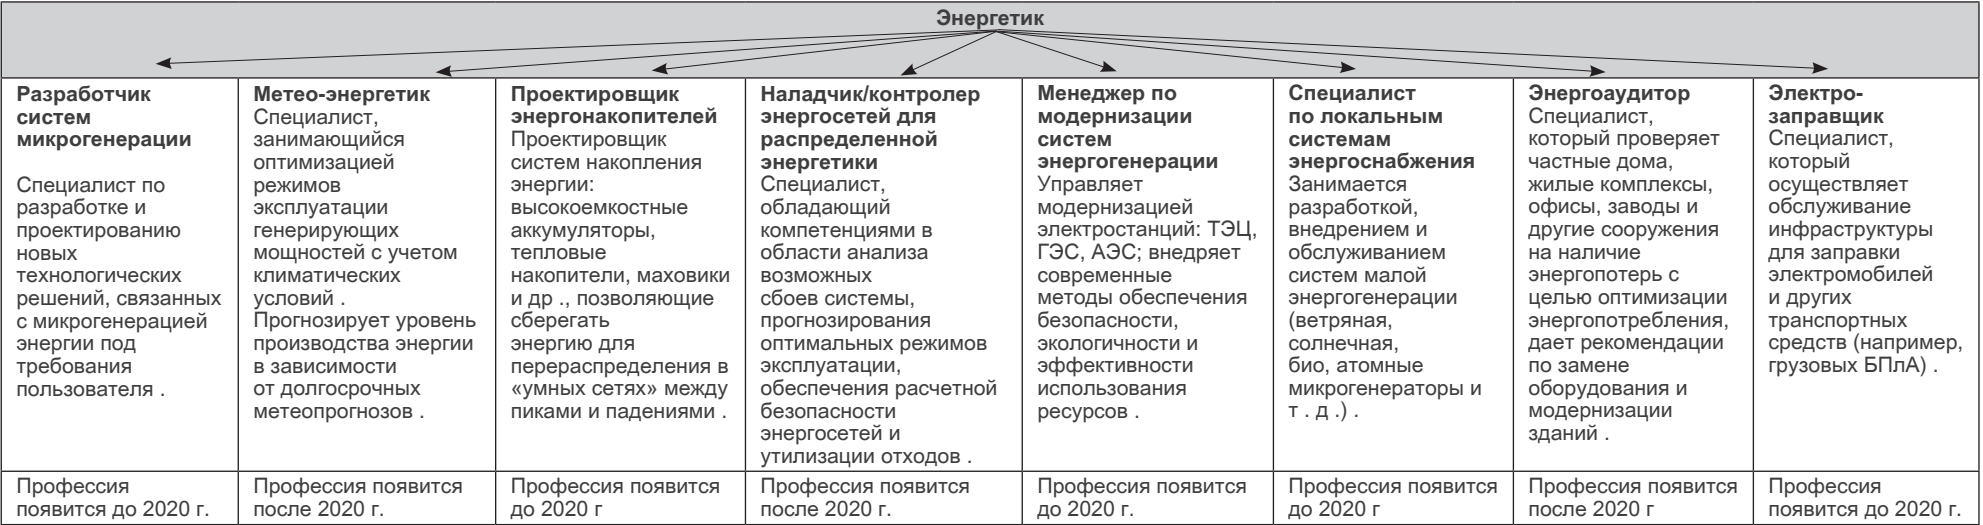 Энергетик
Разработчик
систем
микрогенерации
Специалист по
разработке и
проектированию
новых
технологических
решений, связанных
с микрогенерацией
энергии под
требования
пользователя .
Профессия
появится до 2020 г.
Метео-энергетик
Специалист,
занимающийся
оптимизацией
режимов
эксплуатации
генерирующих
мощностей с учетом
климатических
условий .
Прогнозирует уровень
производства энергии
в зависимости
от долгосрочных
метеопрогнозов .
Профессия появится
после 2020 г.
Проектировщик
энергонакопителей
Проектировщик
систем накопления
энергии:
высокоемкостные
аккумуляторы,
тепловые
накопители, маховики
и др ., позволяющие
сберегать
энергию для
перераспределения в
«умных сетях» между
пиками и падениями .
Профессия появится
до 2020 г
Наладчик/контролер
энергосетей для
распределенной
энергетики
Специалист,
обладающий
компетенциями в
области анализа
возможных
сбоев системы,
прогнозирования
оптимальных режимов
эксплуатации,
обеспечения расчетной
безопасности
энергосетей и
утилизации отходов .
Профессия появится
после 2020 г.
Менеджер по
модернизации
систем
энергогенерации
Управляет
модернизацией
электростанций: ТЭЦ,
ГЭС, АЭС; внедряет
современные
методы обеспечения
безопасности,
экологичности и
эффективности
использования
ресурсов .
Профессия появится
до 2020 г.
Специалист
по локальным
системам
энергоснабжения
Занимается
разработкой,
внедрением и
обслуживанием
систем малой
энергогенерации
(ветряная,
солнечная,
био, атомные
микрогенераторы и
т . д .) .
Профессия появится
до 2020 г
Энергоаудитор
Специалист,
который проверяет
частные дома,
жилые комплексы,
офисы, заводы и
другие сооружения
на наличие
энергопотерь с
целью оптимизации
энергопотребления,
дает рекомендации
по замене
оборудования и
модернизации
зданий .
Профессия появится
после 2020 г
Электро-
заправщик
Специалист,
который
осуществляет
обслуживание
инфраструктуры
для заправки
электромобилей
и других
транспортных
средств (например,
грузовых БПлА) .
Профессия
появится до 2020 г.